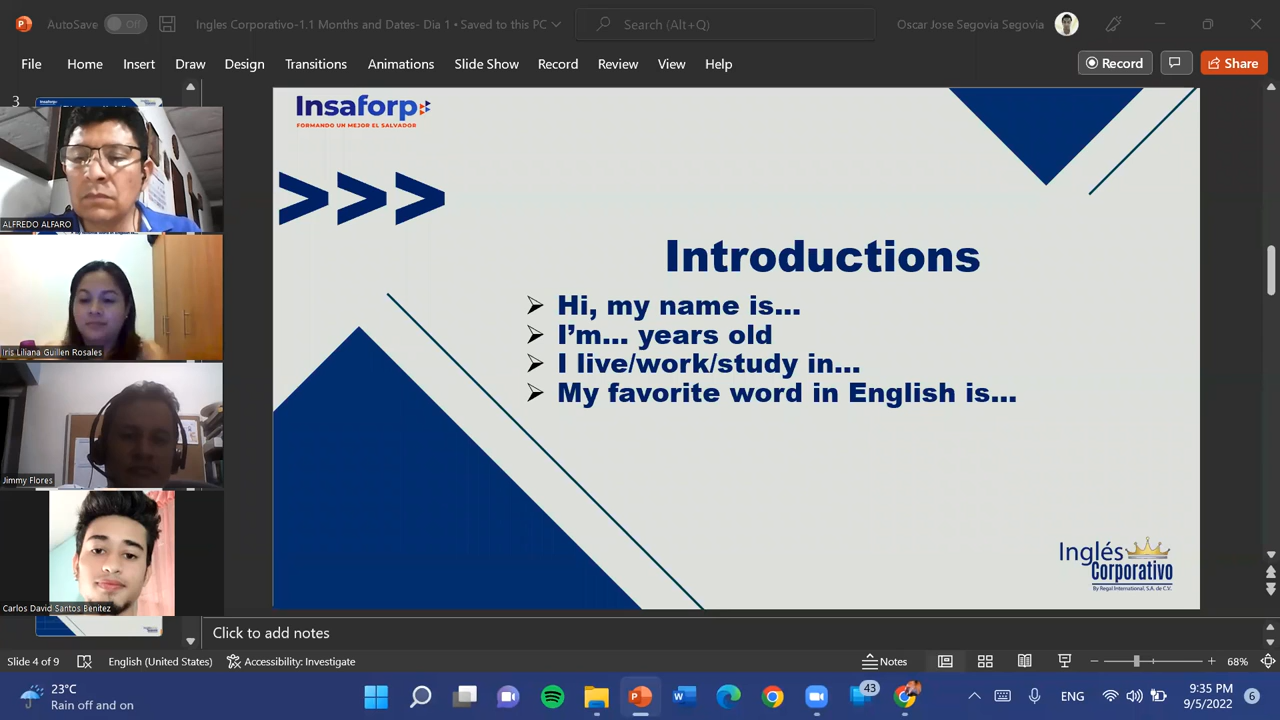 AutoSave
Off
Ingles Corporativo-1.1 Months and Dates- Dia 1 • Saved to this PC
Search (Alt+Q)
Oscar Jose Segovia Segovia
File
Home
Insert
Draw
Design
Transitions
Animations
Slide Show
Record
Review
View
Help
Record
Share
3
ALFREDO ALFARO
Iris Liliana Guillen Rosales
Jimmy Flores
Carlos David Santos Benitez
Insaforp
FORMANDO UN MEJOR EL SALVADOR
>>>
Introductions
Hi, my name is...
I’m... years old
I live/work/study in...
My favorite word in English is...
Inglés
Corporativo
By Regal International, S.A. de C.V.
Click to add notes
Slide 4 of 9
English (United States)
Accessibility: Investigate
Notes
68%
23°C
Rain off and on
43
ENG
9:35 PM
9/5/2022
6